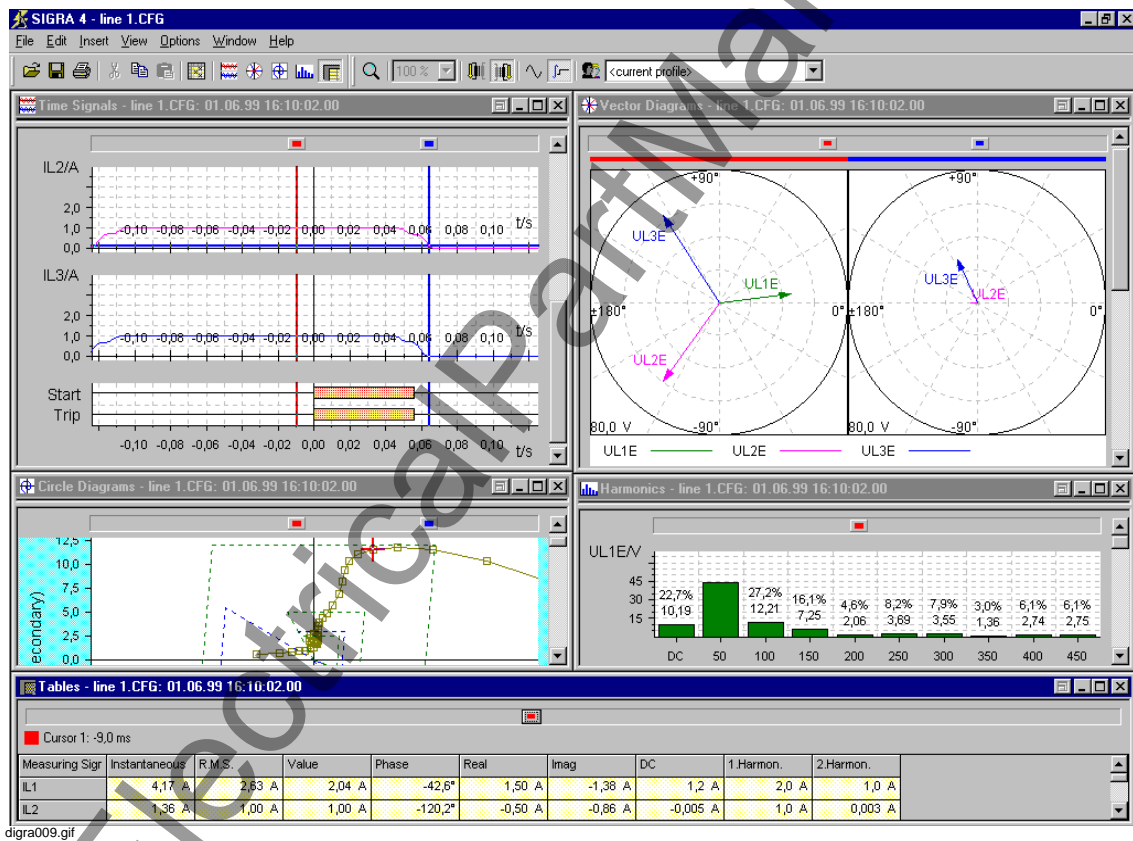 SIGRA 4 - line 1.CFG
File Edit Insert View Options Window Help
100 %
<current profile>
Time Signals - line 1.CFG: 01.06.99 16:10:02.00
IL2/A
2,0
1,0
0,0
-0,10 -0,08 -0,06 -0,04 -0,02 0,00 0,02 0,04 0,06 0,08 0,10 t/s
IL3/A
2,0
1,0
0,0
-0,10 -0,08 -0,06 -0,04 -0,02 0,00 0,02 0,04 0,06 0,08 0,10 t/s
Start
Trip
-0,10 -0,08 -0,06 -0,04 -0,02 0,00 0,02 0,04 0,06 0,08 0,10 t/s
Vector Diagrams - line 1.CFG: 01.06.99 16:10:02.00
+90° +90°
UL3E UL1E UL3E UL2E
±180° 0° ±180° 0°
UL2E
80,0 V -90° 80,0 V -90°
UL1E UL2E UL3E
Circle Diagrams - line 1.CFG: 01.06.99 16:10:02.00
12,5
10,0
7,5
5,0
2,5
0,0
econdary)
Harmonics - line 1.CFG: 01.06.99 16:10:02.00
UL1E/V
45
30
15
22,7% 27,2% 16,1% 4,6% 8,2% 7,9% 3,0% 6,1% 6,1%
10,19 12,21 7,25 2,06 3,69 3,55 1,36 2,74 2,75
DC 50 100 150 200 250 300 350 400 450
Tables - line 1.CFG: 01.06.99 16:10:02.00
Cursor 1: -9,0 ms
Measuring Sigr Instantaneous R.M.S. Value Phase Real Imag DC 1.Harmon. 2.Harmon.
IL1 4,17 A 2,63 A 2,04 A -42,6° 1,50 A -1,38 A 1,2 A 2,0 A 1,0 A
IL2 1,36 A 1,00 A 1,00 A -120,2° -0,50 A -0,86 A -0,005 A 1,0 A 0,003 A
digra009.gif
ElectricalPartMa